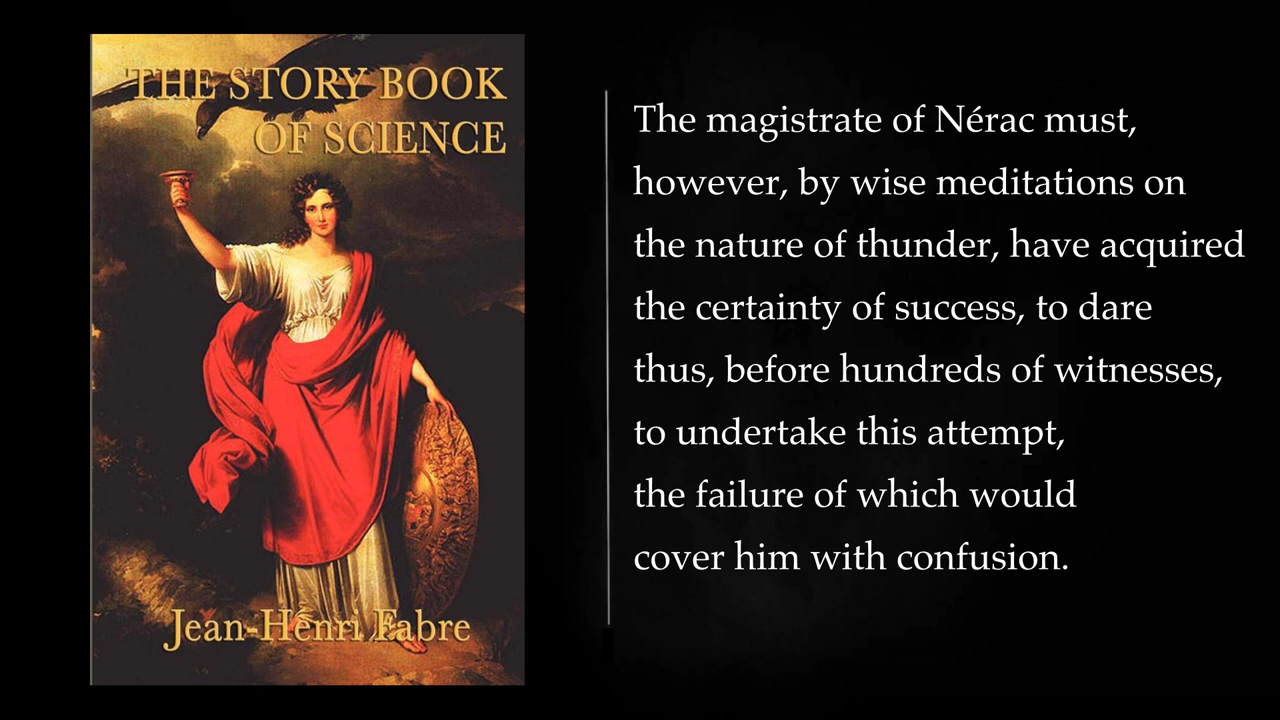 THE STORY BOOK
OF SCIENCE
Jean-Henri Fabre
The magistrate of Nérac must,
however, by wise meditations on
the nature of thunder, have acquired
the certainty of success, to dare
thus, before hundreds of witnesses,
to undertake this attempt,
the failure of which would
cover him with confusion.